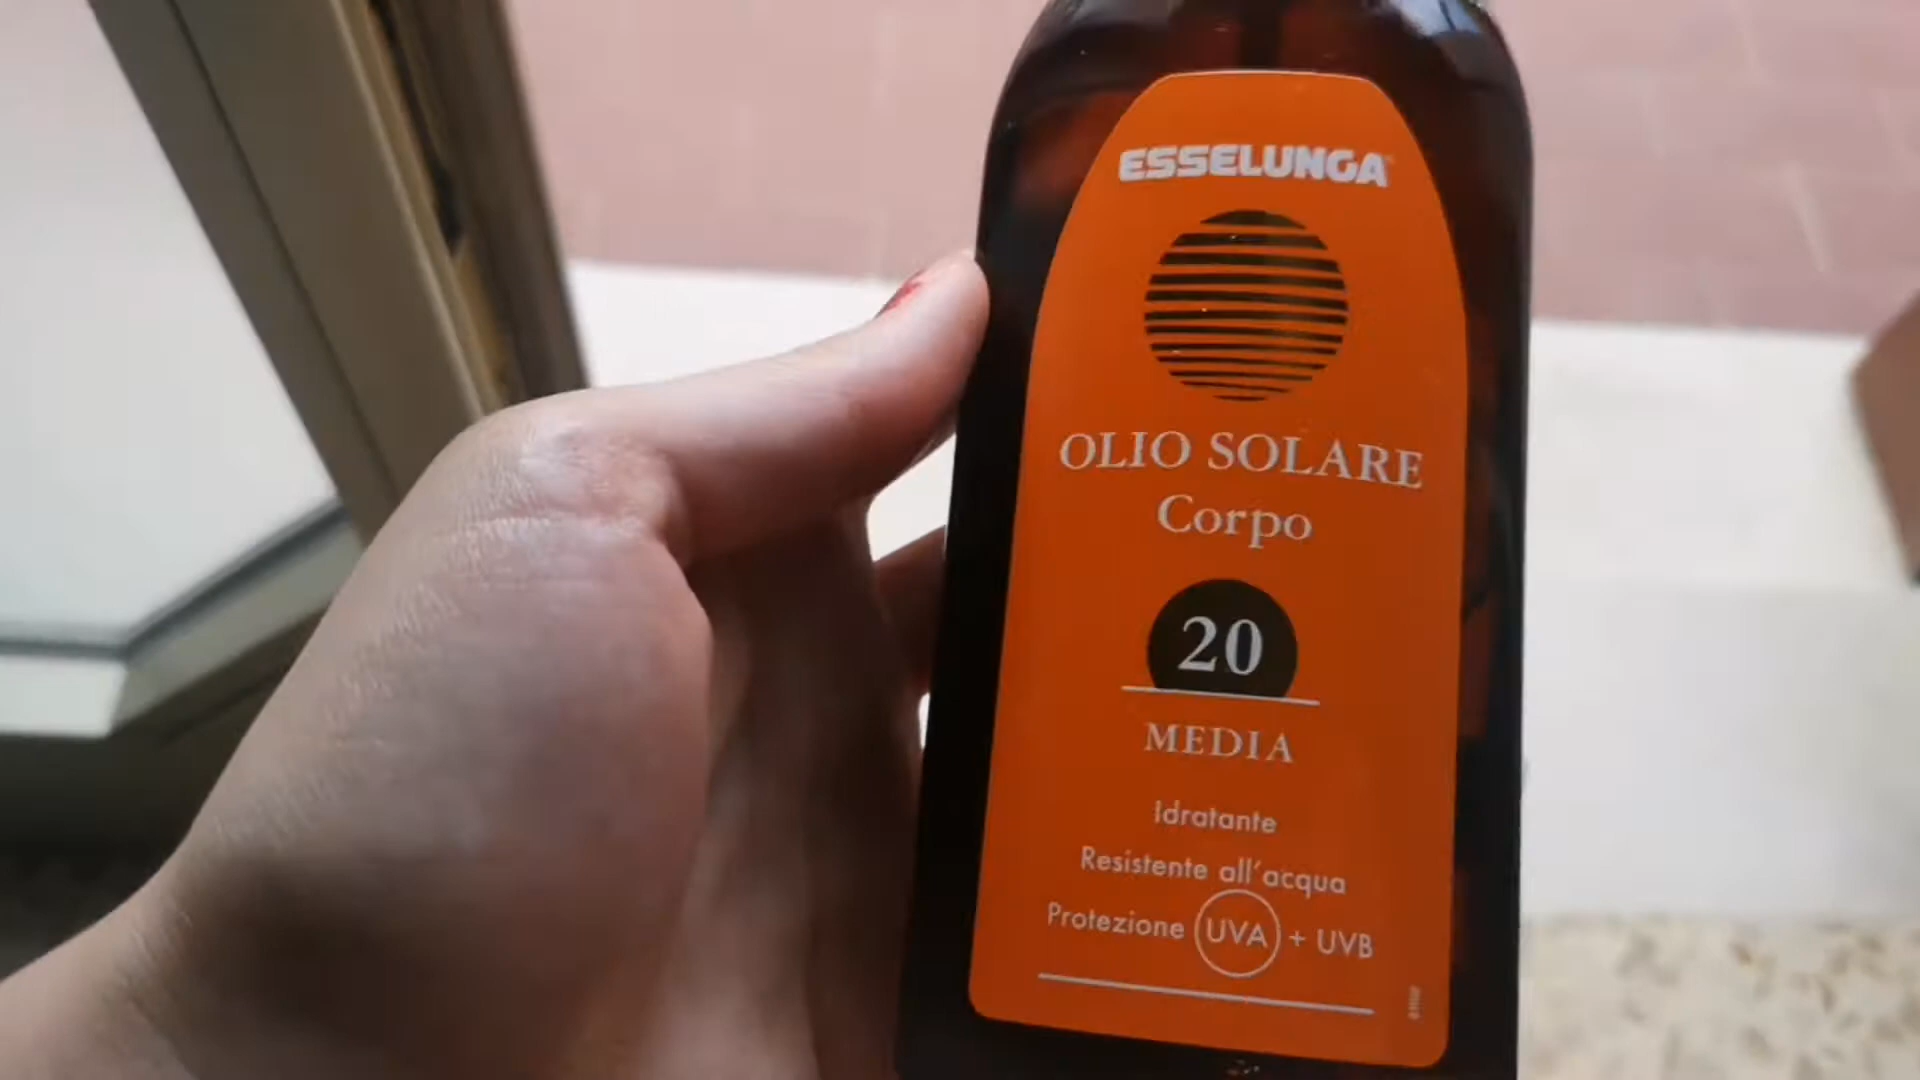 ESSELUNGA
OLIO SOLARE
Corpo
20
MEDIA
Idratante
Resistente all'acqua
Protezione UVA + UVB